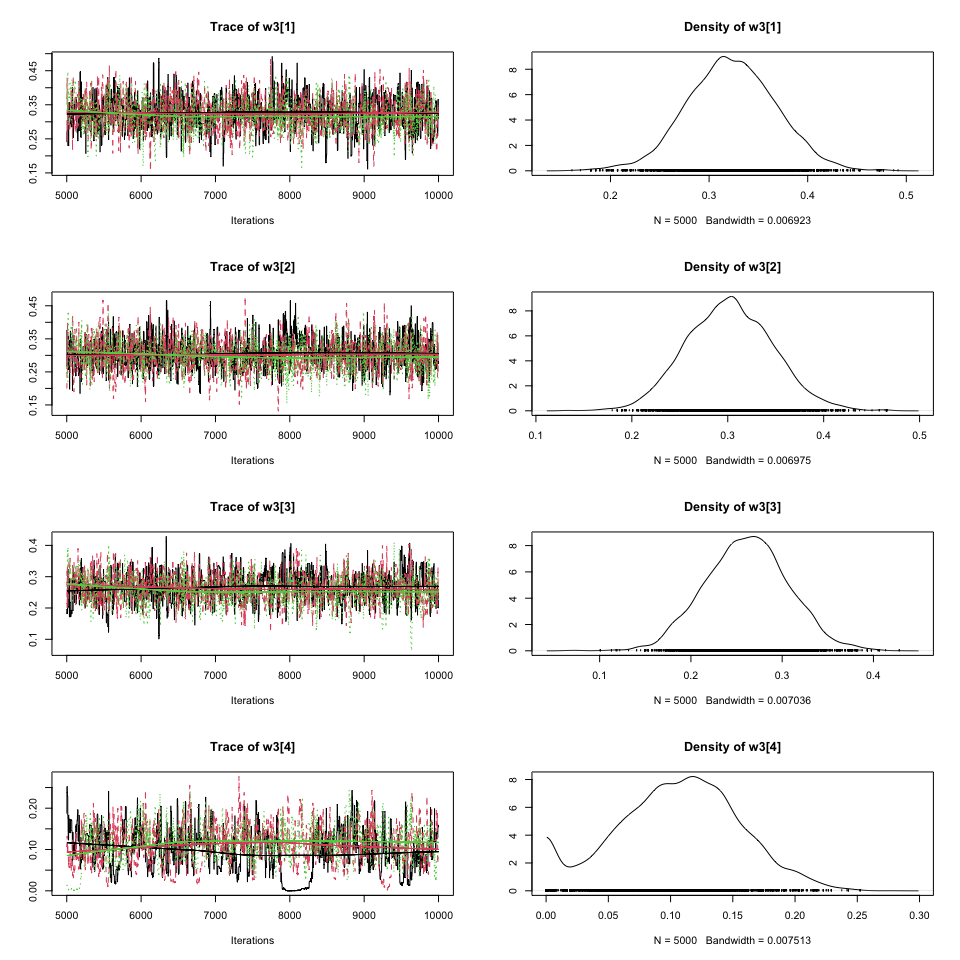 Trace of w3[1]
0.15 0.25 0.35 0.45
5000 6000 7000 8000 9000 10000
Iterations
Density of w3[1]
0 2 4 6 8
0.2 0.3 0.4 0.5
N = 5000 Bandwidth = 0.006923
Trace of w3[2]
0.15 0.25 0.35 0.45
5000 6000 7000 8000 9000 10000
Iterations
Density of w3[2]
0 2 4 6 8
0.1 0.2 0.3 0.4 0.5
N = 5000 Bandwidth = 0.006975
Trace of w3[3]
0.1 0.2 0.3 0.4
5000 6000 7000 8000 9000 10000
Iterations
Density of w3[3]
0 2 4 6 8
0.1 0.2 0.3 0.4
N = 5000 Bandwidth = 0.007036
Trace of w3[4]
0.00 0.10 0.20
5000 6000 7000 8000 9000 10000
Iterations
Density of w3[4]
0 2 4 6 8
0.00 0.05 0.10 0.15 0.20 0.25 0.30
N = 5000 Bandwidth = 0.007513